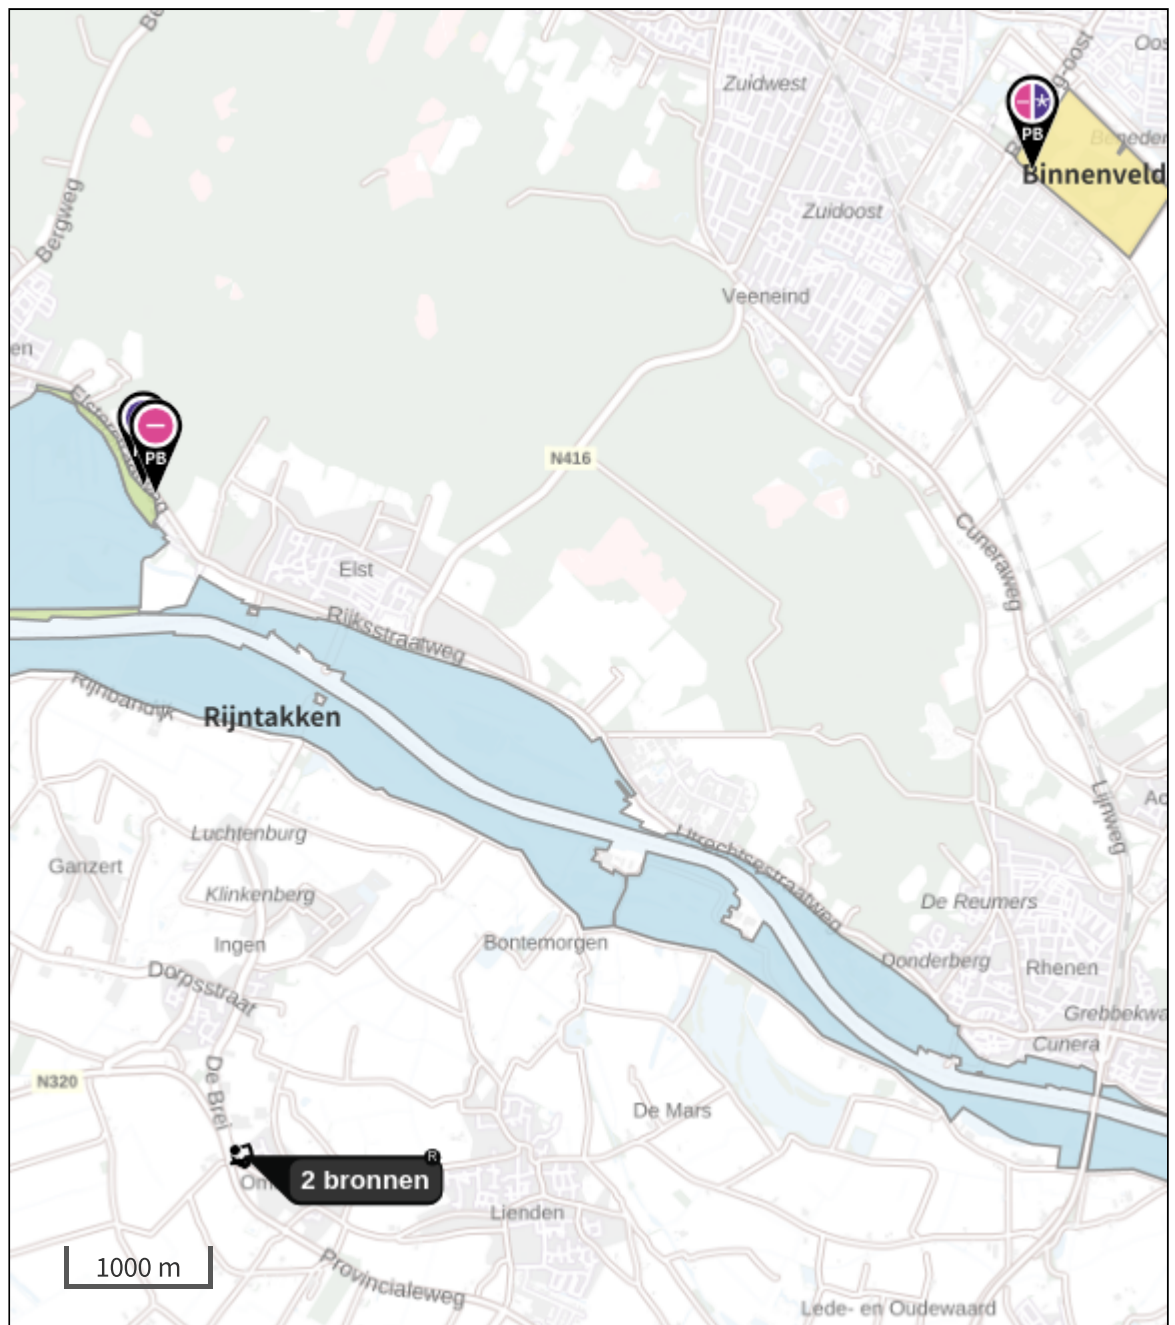 Zuidwest
PB
Binnenveld
Bergweg
Zuidoost
Veeneind
en
PB
N416
Cuneraweg
Elst
Rijksstraatweg
Rijnbandijk
Rijntakken
Lijnweg
Luchtenburg
Utrechtsestraatweg
Ganzert
Klinkenberg
De Reumers
Ingen
Bontemorgen
Donderberg
Rhenen
Dorpsstraat
Grebbekwa
Cunera
N320
De Brei
De Mars
R
2 bronnen
Lienden
1000 m
Provincialeweg
Lede- en Oudewaard